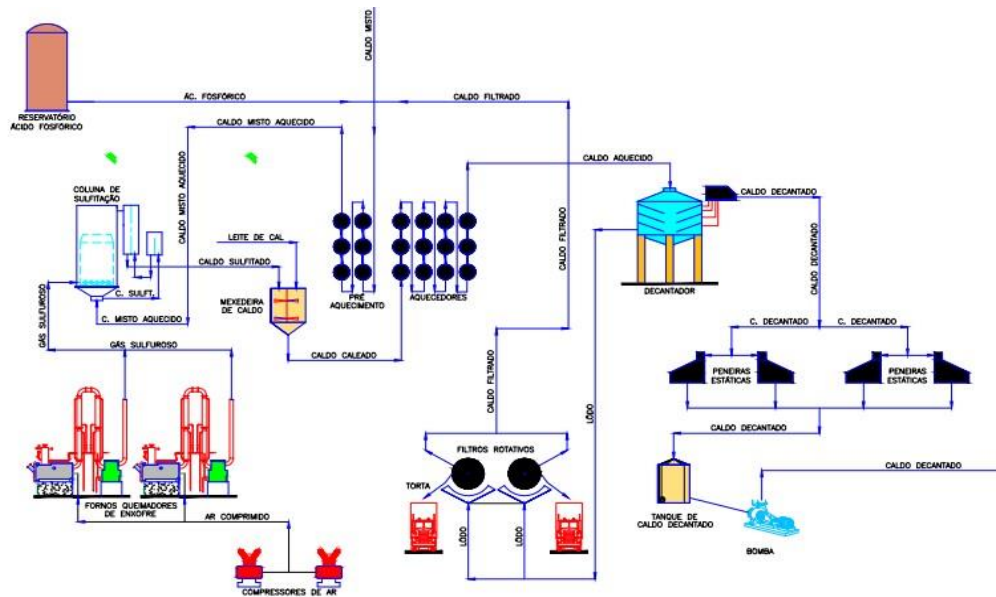 CALDO MISTO
ÁC. FOSFÓRICO
CALDO FILTRADO
RESERVATÓRIO
ÁCIDO FOSFÓRICO
CALDO MISTO AQUECIDO
CALDO AQUECIDO
COLUNA DE
SULFITAÇÃO
CALDO MISTO AQUECIDO
CALDO DECANTADO
LEITE DE CAL
CALDO FILTRADO
CALDO SULFITADO
CALDO DECANTADO
PRÉ
AQUECIMENTO
AQUECEDORES
DECANTADOR
C. SULFT.
MEXEDEIRA
DE CALDO
GÁS SULFUROSO
C. MISTO AQUECIDO
C. DECANTADO
C. DECANTADO
GÁS SULFUROSO
CALDO CALEADO
PENEIRAS
ESTÁTICAS
PENEIRAS
ESTÁTICAS
CALDO FILTRADO
LÔDO
CALDO DECANTADO
FILTROS ROTATIVOS
TORTA
CALDO DECANTADO
FORNOS QUEIMADORES
DE ENXOFRE
TANQUE DE
CALDO DECANTADO
AR COMPRIMIDO
LÔDO
LÔDO
BOMBA
COMPRESSORES DE AR